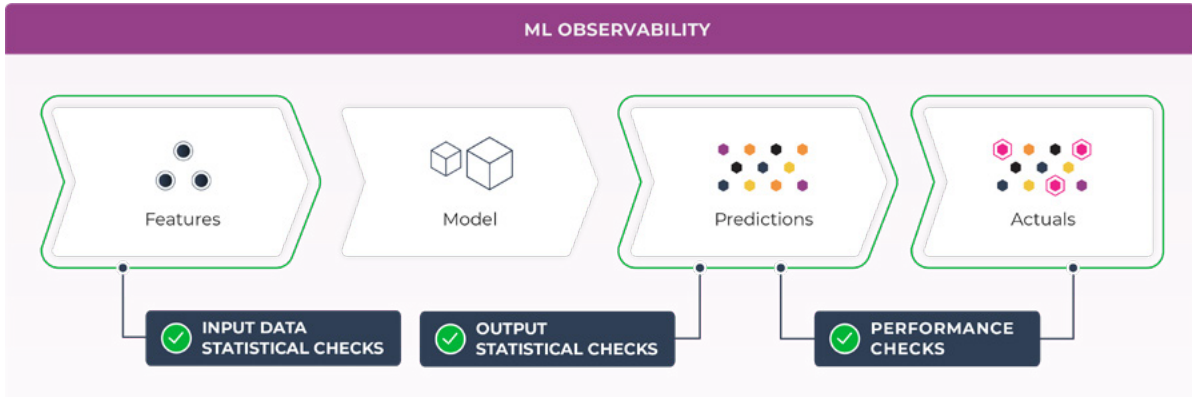 ML OBSERVABILITY
Features
Model
Predictions
Actuals
INPUT DATA
STATISTICAL CHECKS
OUTPUT
STATISTICAL CHECKS
PERFORMANCE
CHECKS